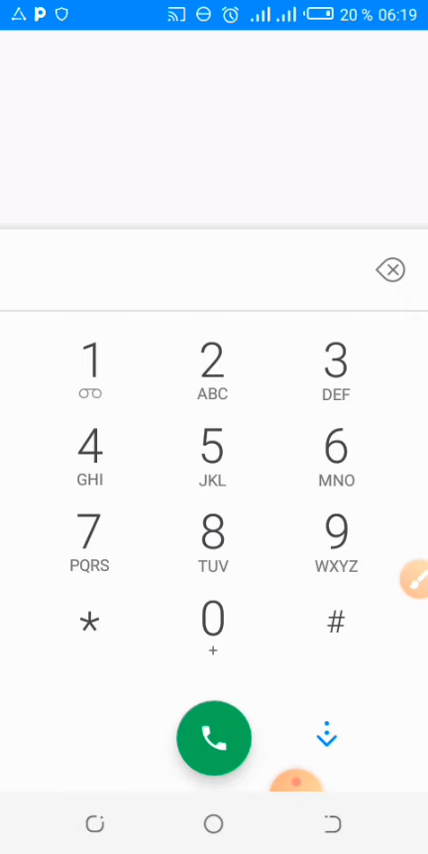 20 % 06:19
1 2 3
ABC DEF
4 5 6
GHI JKL MNO
7 8 9
PQRS TUV WXYZ
* 0 #
+